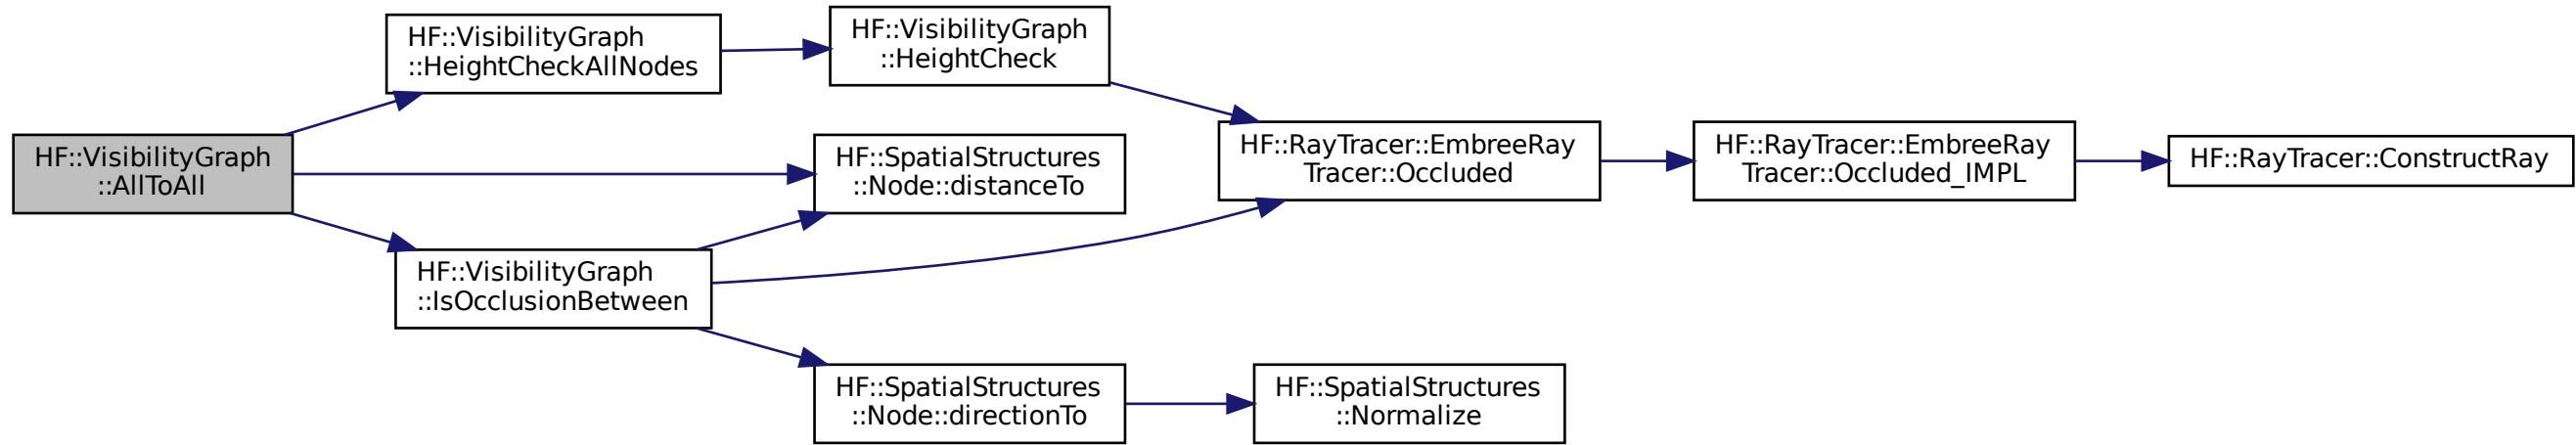 HF::VisibilityGraph
::AllToAll
HF::VisibilityGraph
::HeightCheckAllNodes
HF::VisibilityGraph
::HeightCheck
HF::SpatialStructures
::Node::distanceTo
HF::VisibilityGraph
::IsOcclusionBetween
HF::RayTracer::EmbreeRay
Tracer::Occluded
HF::RayTracer::EmbreeRay
Tracer::Occluded_IMPL
HF::RayTracer::ConstructRay
HF::SpatialStructures
::Node::directionTo
HF::SpatialStructures
::Normalize